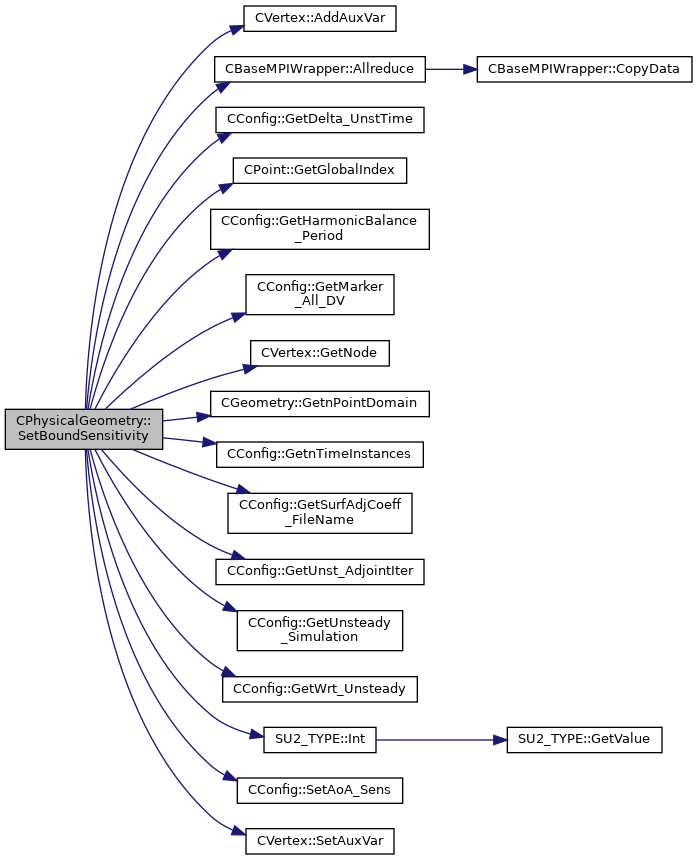 CVertex::AddAuxVar
CBaseMPIWrapper::Allreduce
CBaseMPIWrapper::CopyData
CConfig::GetDelta_UnstTime
CPoint::GetGlobalIndex
CConfig::GetHarmonicBalance
_Period
CConfig::GetMarker
_All_DV
CVertex::GetNode
CGeometry::GetnPointDomain
CPhysicalGeometry::
SetBoundSensitivity
CConfig::GetnTimeInstances
CConfig::GetSurfAdjCoeff
_FileName
CConfig::GetUnst_AdjointIter
CConfig::GetUnsteady
_Simulation
CConfig::GetWrt_Unsteady
SU2_TYPE::Int
SU2_TYPE::GetValue
CConfig::SetAoA_Sens
CVertex::SetAuxVar